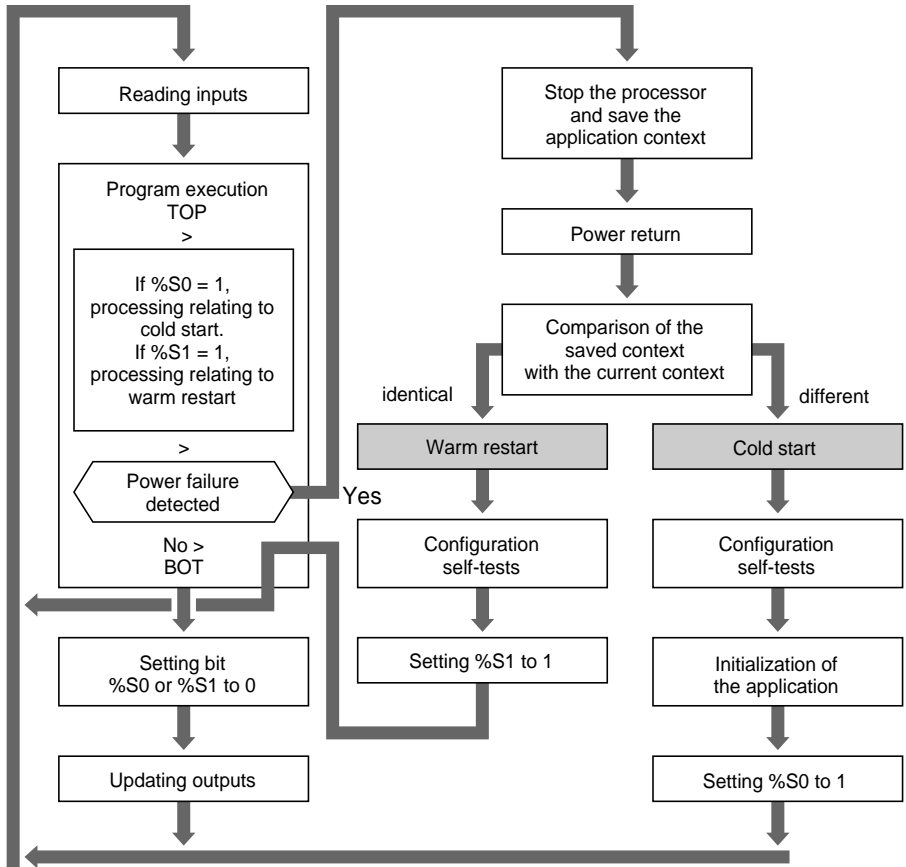 Reading inputs
Program execution
TOP
>
If %S0 = 1,
processing relating to
cold start.
If %S1 = 1,
processing relating to
warm restart
>
Power failure
detected
Yes
No >
BOT
Setting bit
%S0 or %S1 to 0
Updating outputs
Stop the processor
and save the
application context
Power return
Comparison of the
saved context
with the current context
identical
different
Warm restart
Configuration
self-tests
Setting %S1 to 1
Cold start
Configuration
self-tests
Initialization of
the application
Setting %S0 to 1